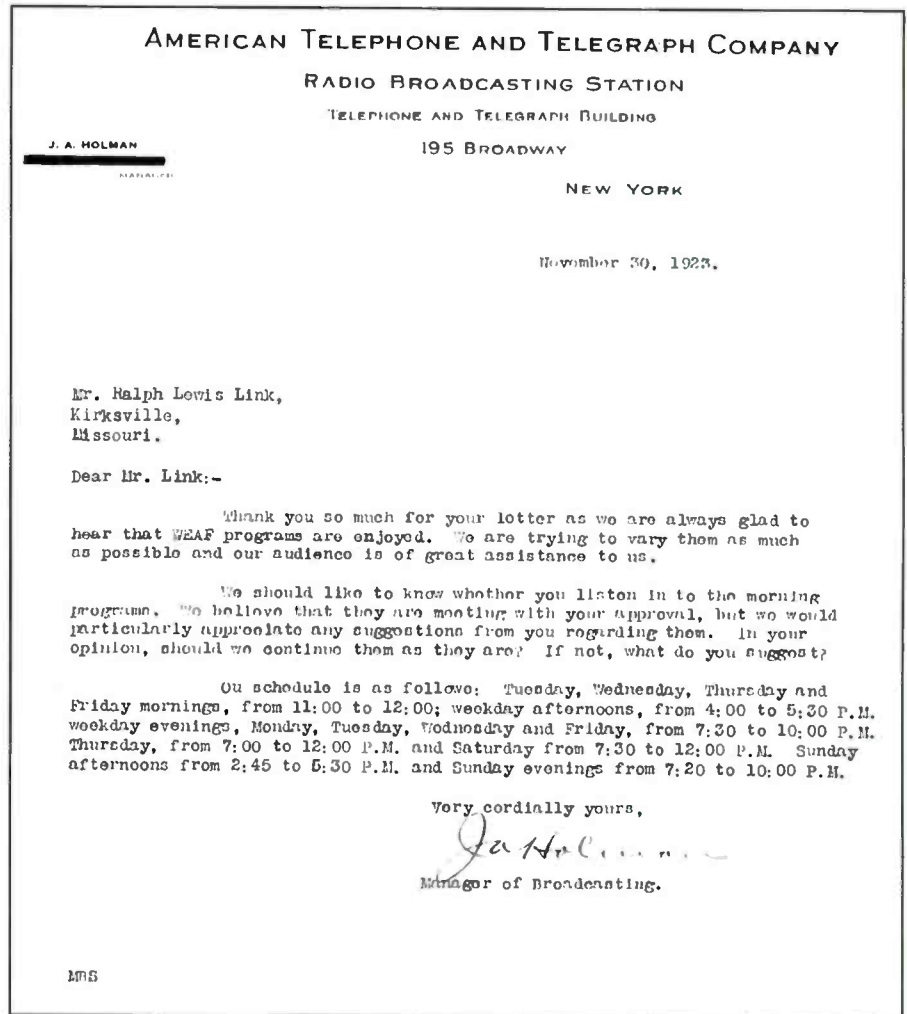 AMERICAN TELEPHONE AND TELEGRAPH COMPANY
RADIO BROADCASTING STATION
TELEPHONE AND TELEGRAPH BUILDING
195 BROADWAY
J. A. HOLMAN
MANAGER
NEW YORK
November 30, 1923.
Mr. Ralph Lewis Link,
Kirksville,
Missouri.
Dear Mr. Link:-
Thank you so much for your letter as we are always glad to
hear that WEAF programs are enjoyed. We are trying to vary them as much
as possible and our audience is of great assistance to us.
We should like to know whether you listen in to the morning
programs. We believe that they are meeting with your approval, but we would
particularly appreciate any suggestions from you regarding them. In your
opinion, should we continue them as they are? If not, what do you suggest?
Ou schedule is as follows: Tuesday, Wednesday, Thursday and
Friday mornings, from 11:00 to 12:00; weekday afternoons, from 4:00 to 5:30 P.M.
weekday evenings, Monday, Tuesday, Wednesday and Friday, from 7:30 to 10:00 P.M.
Thursday, from 7:00 to 12:00 P.M. and Saturday from 7:30 to 12:00 P.M. Sunday
afternoons from 2:45 to 5:30 P.M. and Sunday evenings from 7:20 to 10:00 P.M.
Very cordially yours,
J a Holman
Manager of Broadcasting.
MRS